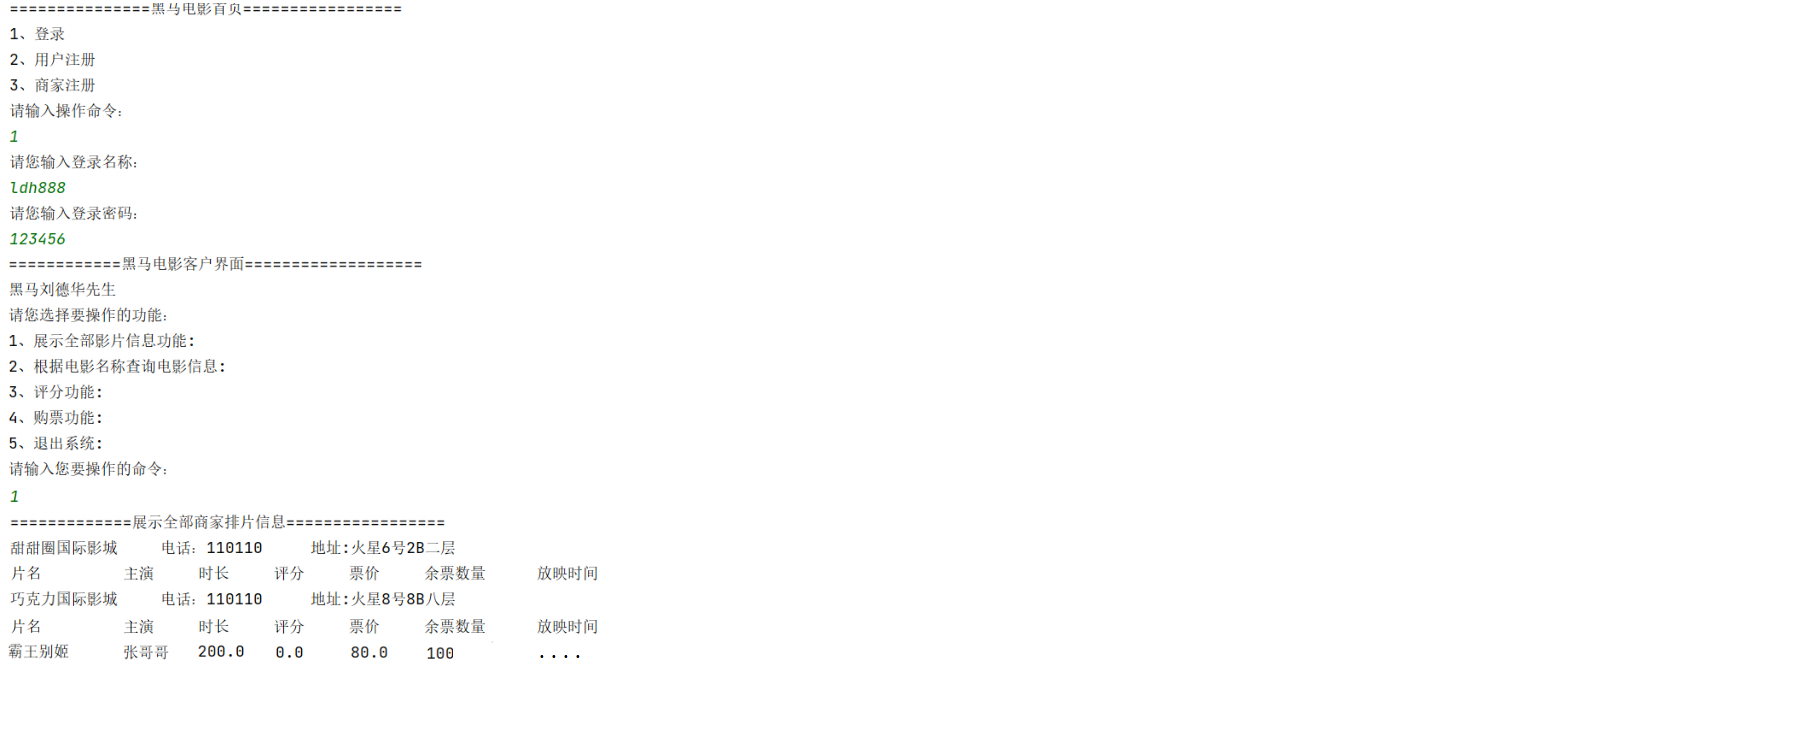 ===============黑马电影首页=================
1、登录
2、用户注册
3、商家注册
请输入操作命令：
1
请您输入登录名称：
ldh888
请您输入登录密码：
123456
============黑马电影客户界面===================
黑马刘德华先生
请您选择要操作的功能：
1、展示全部影片信息功能:
2、根据电影名称查询电影信息:
3、评分功能:
4、购票功能:
5、退出系统:
请输入您要操作的命令：
1
=============展示全部商家排片信息=================
甜甜圈国际影城 电话：110110 地址:火星6号2B二层
片名 主演 时长 评分 票价 余票数量 放映时间
巧克力国际影城 电话：110110 地址:火星8号8B八层
片名 主演 时长 评分 票价 余票数量 放映时间
霸王别姬 张哥哥 200.0 0.0 80.0 100 ....